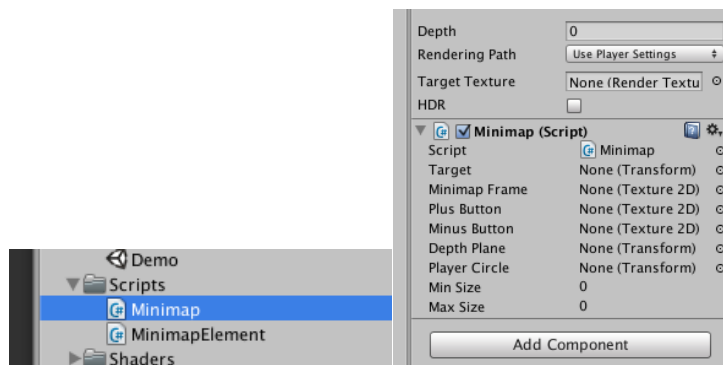 Demo
Scripts
Minimap
MinimapElement
Shaders
Depth 0
Rendering Path Use Player Settings
Target Texture None (Render Textu
HDR
Minimap (Script)
Script Minimap
Target None (Transform)
Minimap Frame None (Texture 2D)
Plus Button None (Texture 2D)
Minus Button None (Texture 2D)
Depth Plane None (Transform)
Player Circle None (Transform)
Min Size 0
Max Size 0
Add Component